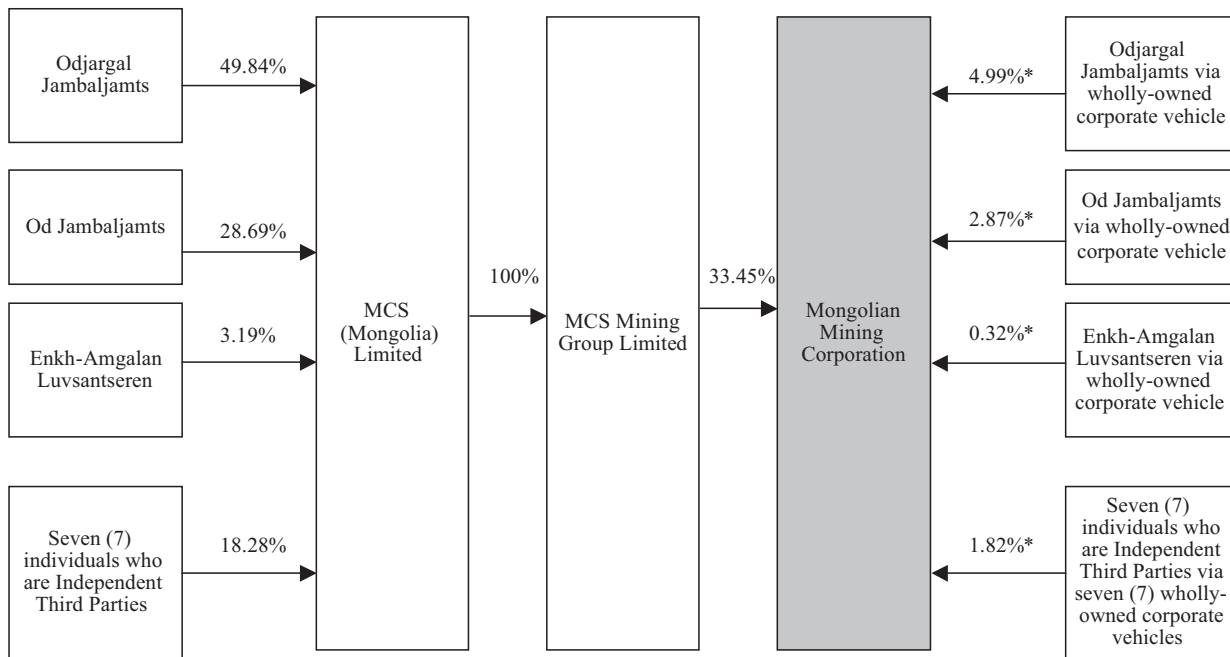 Odjargal
Jambaljamts
49.84%
Od Jambaljamts
28.69%
Enkh-Amgalan
Luvsantseren
3.19%
Seven (7)
individuals who
are Independent
Third Parties
18.28%
MCS
(Mongolia)
Limited
100%
MCS Mining
Group Limited
33.45%
Mongolian
Mining
Corporation
4.99%*
Odjargal
Jambaljamts via
wholly-owned
corporate vehicle
2.87%*
Od Jambaljamts
via wholly-owned
corporate vehicle
0.32%*
Enkh-Amgalan
Luvsantseren via
wholly-owned
corporate vehicle
1.82%*
Seven (7)
individuals who
are Independent
Third Parties via
seven (7) wholly-
owned corporate
vehicles